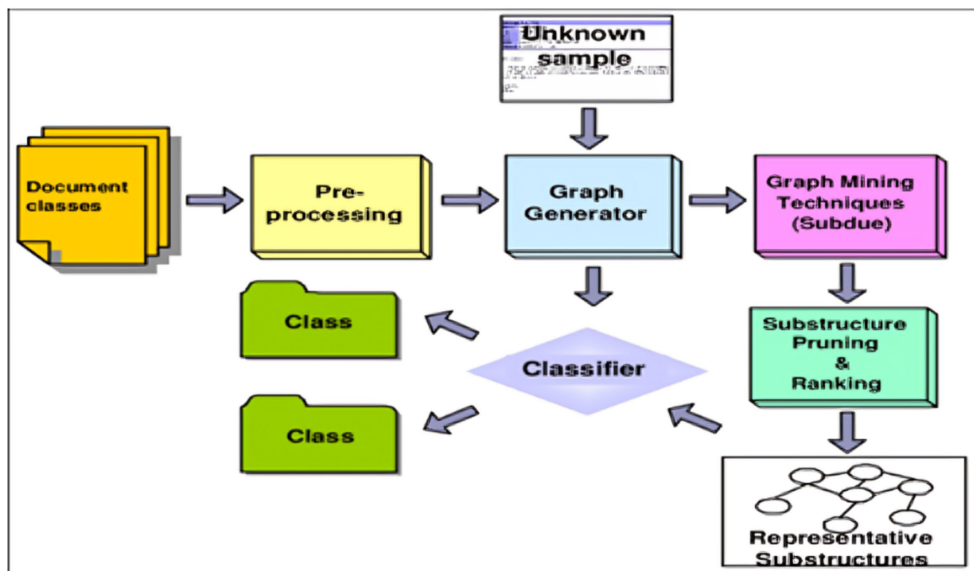 Unknown
sample
Document
classes
Pre-
processing
Graph
Generator
Graph Mining
Techniques
(Subdue)
Class
Classifier
Substructure
Pruning
&
Ranking
Class
Representative
Substructures